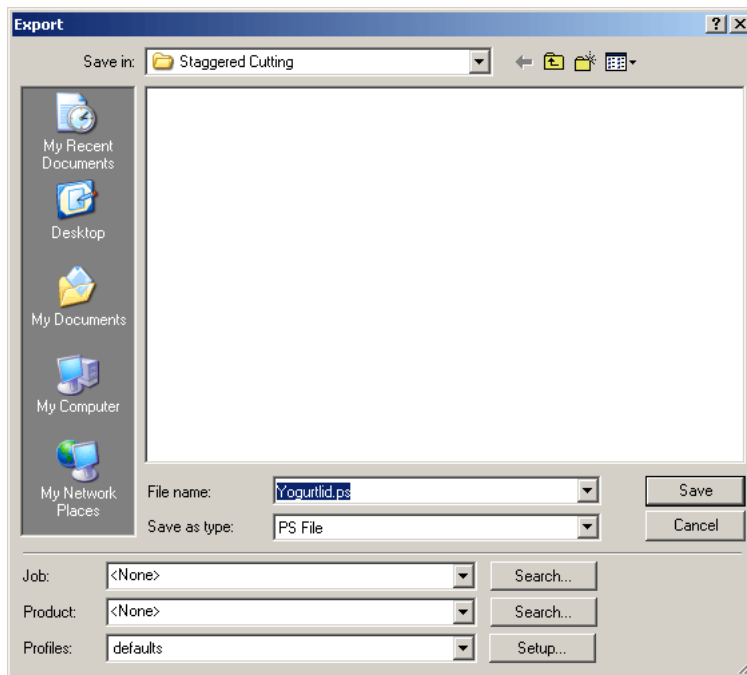 Export
Save in: Staggered Cutting
My Recent
Documents
Desktop
My Documents
My Computer
My Network
Places
File name: Yogurtlid.ps Save
Save as type: PS File Cancel
Job: <None> Search...
Product: <None> Search...
Profiles: defaults Setup...